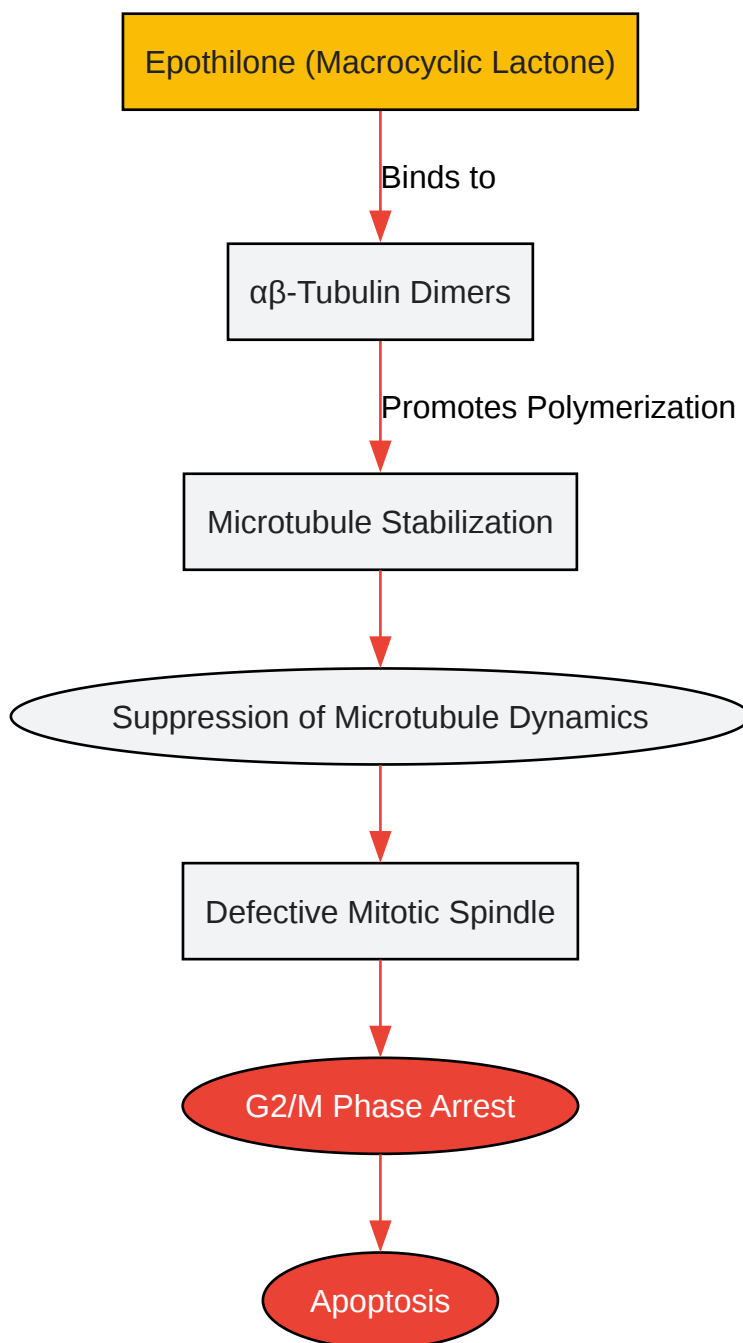 Epothilone (Macrocyclic Lactone)
Binds to
αβ-Tubulin Dimers
Promotes Polymerization
Microtubule Stabilization
Suppression of Microtubule Dynamics
Defective Mitotic Spindle
G2/M Phase Arrest
Apoptosis